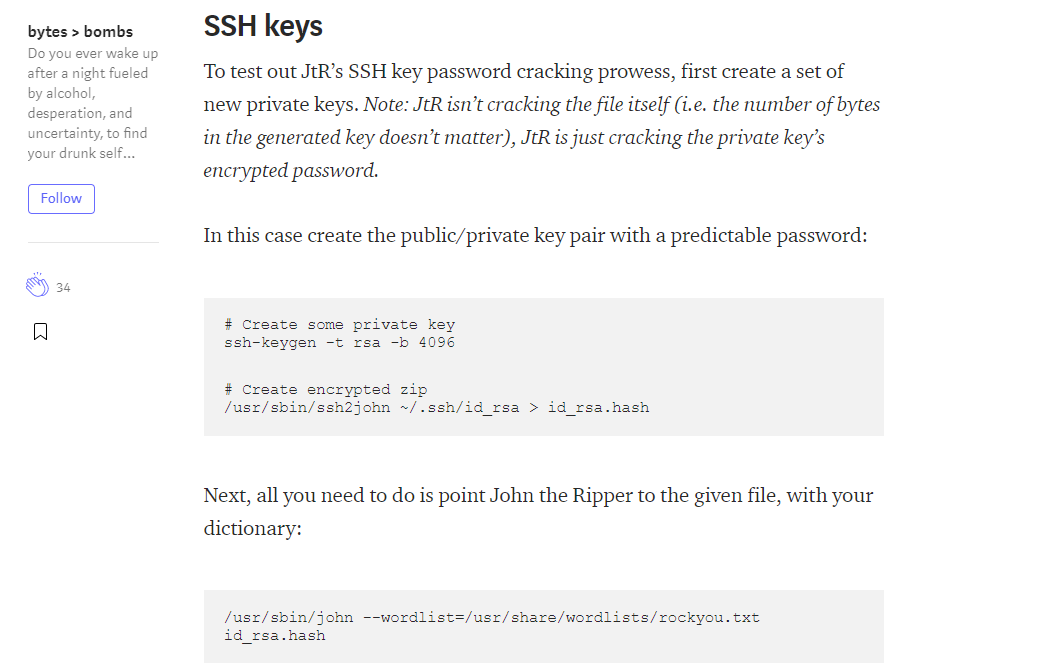 bytes > bombs
Do you ever wake up
after a night fueled
by alcohol,
desperation, and
uncertainty, to find
your drunk self...
Follow
34
SSH keys
To test out JtR’s SSH key password cracking prowess, first create a set of
new private keys. Note: JtR isn’t cracking the file itself (i.e. the number of bytes
in the generated key doesn’t matter), JtR is just cracking the private key’s
encrypted password.
In this case create the public/private key pair with a predictable password:
# Create some private key
ssh-keygen -t rsa -b 4096
# Create encrypted zip
/usr/sbin/ssh2john ~/.ssh/id_rsa > id_rsa.hash
Next, all you need to do is point John the Ripper to the given file, with your
dictionary:
/usr/sbin/john --wordlist=/usr/share/wordlists/rockyou.txt
id_rsa.hash